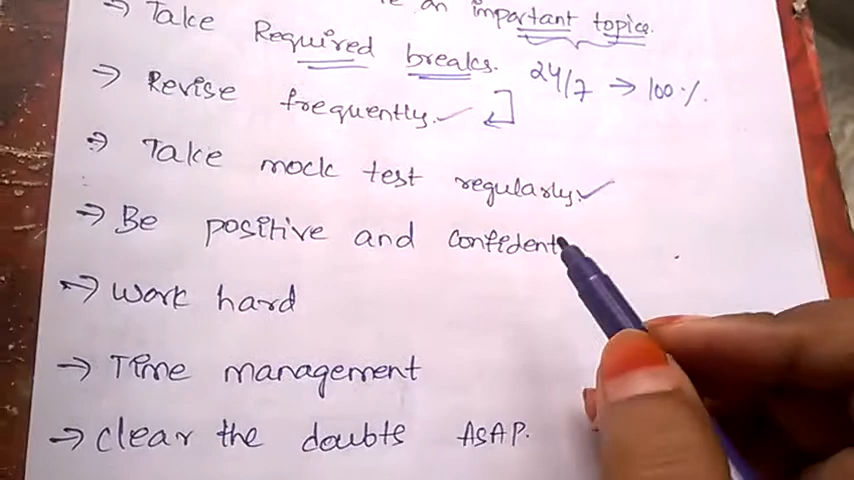 an important topic.
→ Take Required breaks. 24/7 → 100%.
→ Revise frequently. ✓
→ Take mock test regularly. ✓
→ Be positive and confident
→ work hard
→ Time management
→ clear the doubts ASAP.